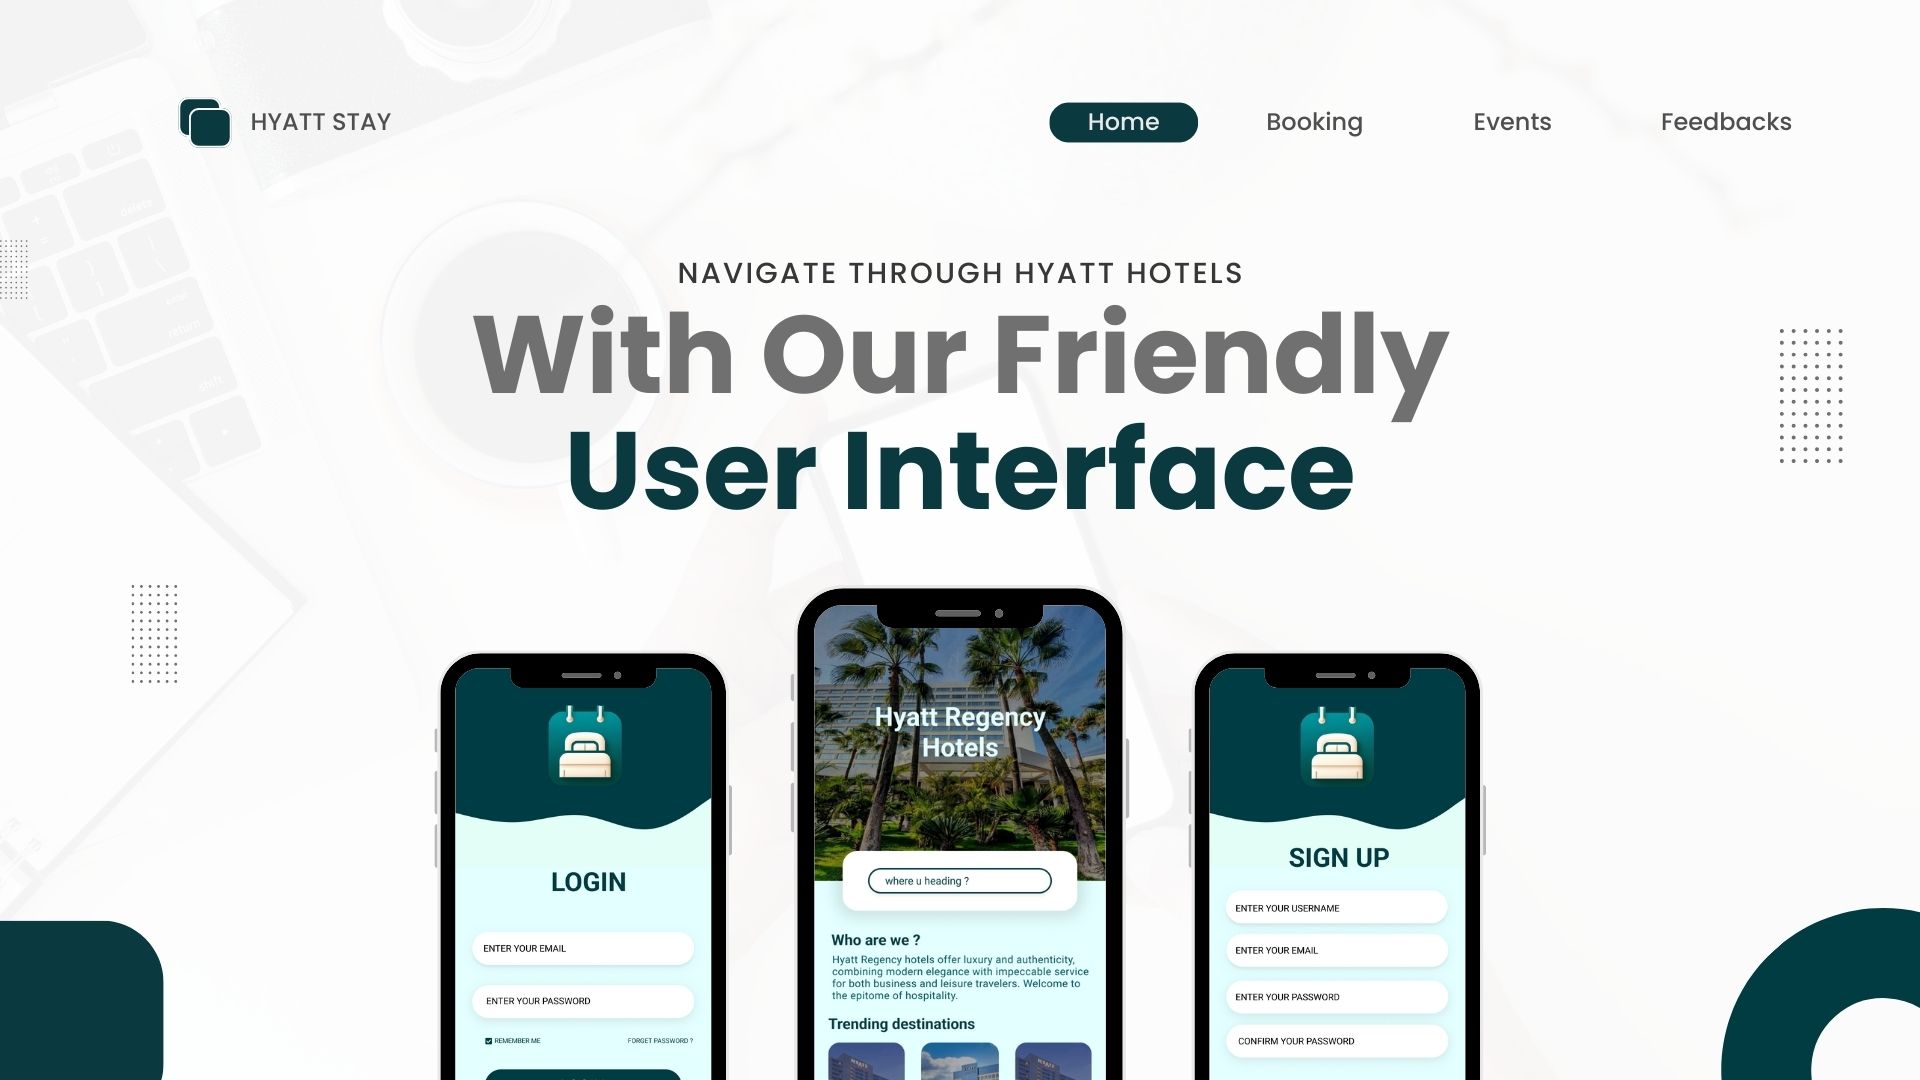 HYATT STAY
Home
Booking
Events
Feedbacks
NAVIGATE THROUGH HYATT HOTELS
With Our Friendly
User Interface
LOGIN
ENTER YOUR EMAIL
ENTER YOUR PASSWORD
REMEMBER ME
FORGET PASSWORD ?
Hyatt Regency
Hotels
where u heading ?
Who are we ?
Hyatt Regency hotels offer luxury and authenticity,
combining modern elegance with impeccable service
for both business and leisure travelers. Welcome to
the epitome of hospitality.
Trending destinations
SIGN UP
ENTER YOUR USERNAME
ENTER YOUR EMAIL
ENTER YOUR PASSWORD
CONFIRM YOUR PASSWORD